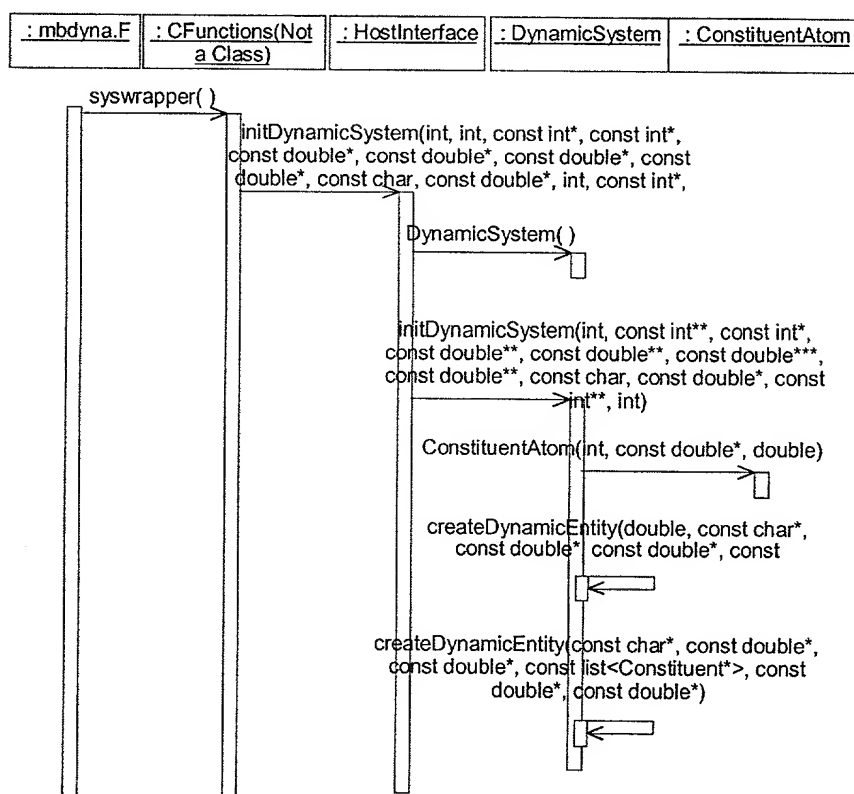 : mbdyna.F
: CFunctions(Not
a Class)
: HostInterface
: DynamicSystem
: ConstituentAtom
syswrapper( )
initDynamicSystem(int, int, const int*, const int*,
const double*, const double*, const double*, const
double*, const char, const double*, int, const int*,
DynamicSystem( )
initDynamicSystem(int, const int**, const int*,
const double**, const double**, const double***,
const double**, const char, const double*, const
int**, int)
ConstituentAtom(int, const double*, double)
createDynamicEntity(double, const char*,
const double* const double*, const
createDynamicEntity(const char*, const double*,
const double*, const list<Constituent*>, const
double*, const double*)